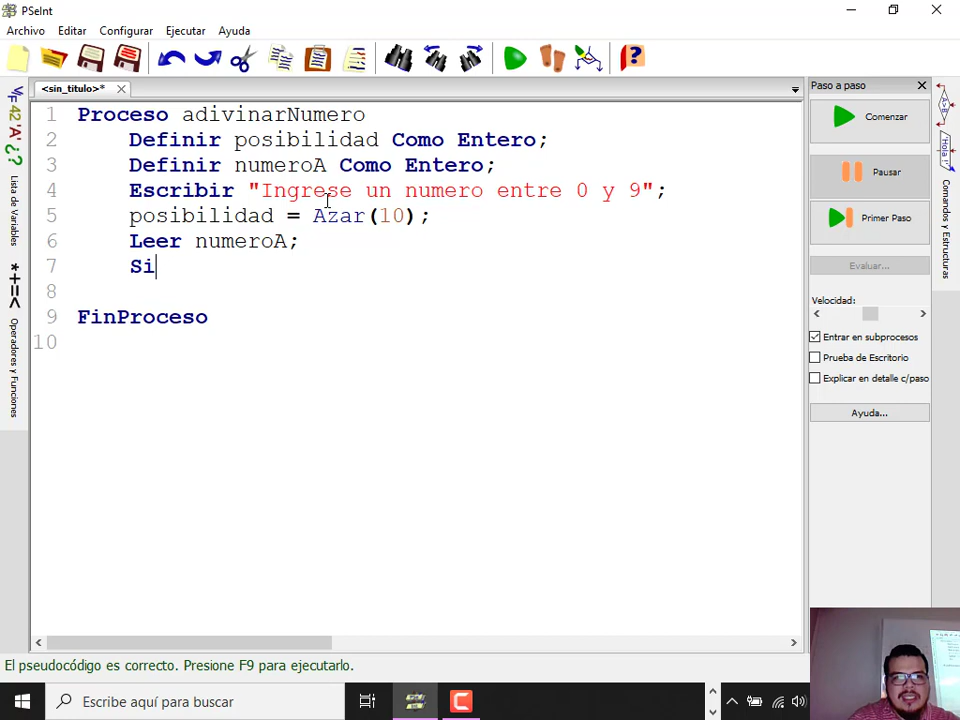 PSeInt
Archivo Editar Configurar Ejecutar Ayuda
<sin_titulo>*
Paso a paso
1 Proceso adivinarNumero
2 Definir posibilidad Como Entero;
3 Definir numeroA Como Entero;
4 Escribir "Ingrese un numero entre 0 y 9";
5 posibilidad = Azar(10);
6 Leer numeroA;
7 Si
8
9 FinProceso
10
Lista de Variables
Operadores y Funciones
Comenzar
Pausar
Primer Paso
Evaluar...
Velocidad:
Entrar en subprocesos
Prueba de Escritorio
Explicar en detalle c/paso
Ayuda...
Comandos y Estructuras
El pseudocódigo es correcto. Presione F9 para ejecutarlo.
Escribe aquí para buscar